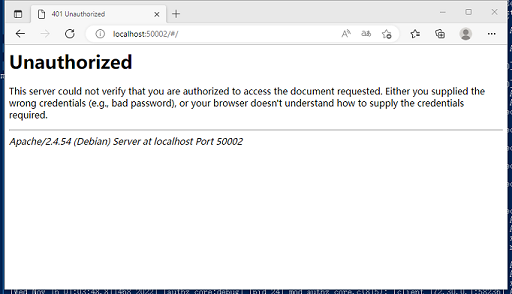 401 Unauthorized
localhost:50002/#/
Unauthorized
This server could not verify that you are authorized to access the document requested. Either you supplied the
wrong credentials (e.g., bad password), or your browser doesn't understand how to supply the credentials
required.
Apache/2.4.54 (Debian) Server at localhost Port 50002